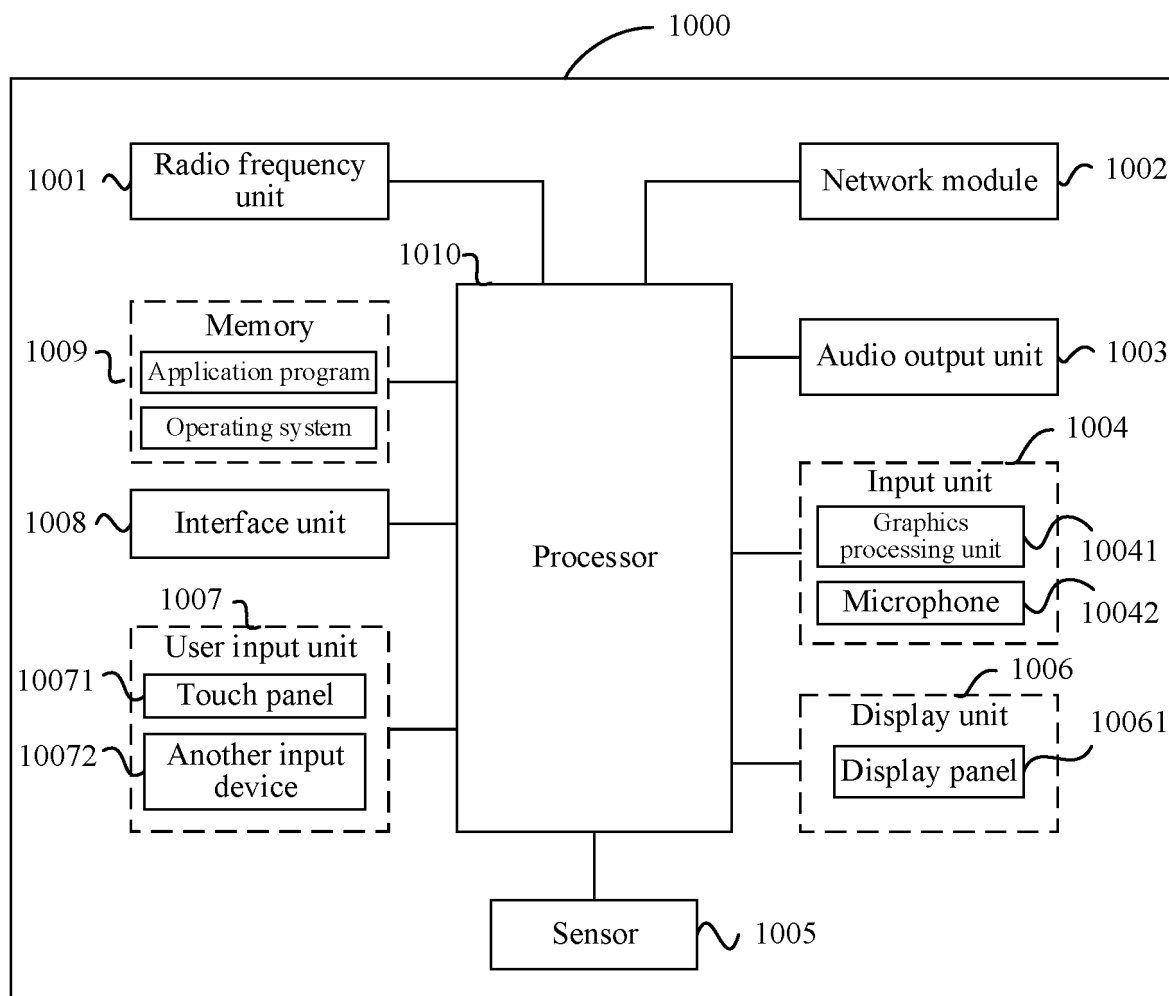 1000
1001
Radio frequency
unit
Network module
1002
1010
Memory
1009
Application program
Operating system
Audio output unit
1003
1004
Input unit
Graphics
processing unit
10041
Microphone
10042
1008
Interface unit
Processor
1007
User input unit
10071
Touch panel
10072
Another input
device
1006
Display unit
10061
Display panel
Sensor
1005